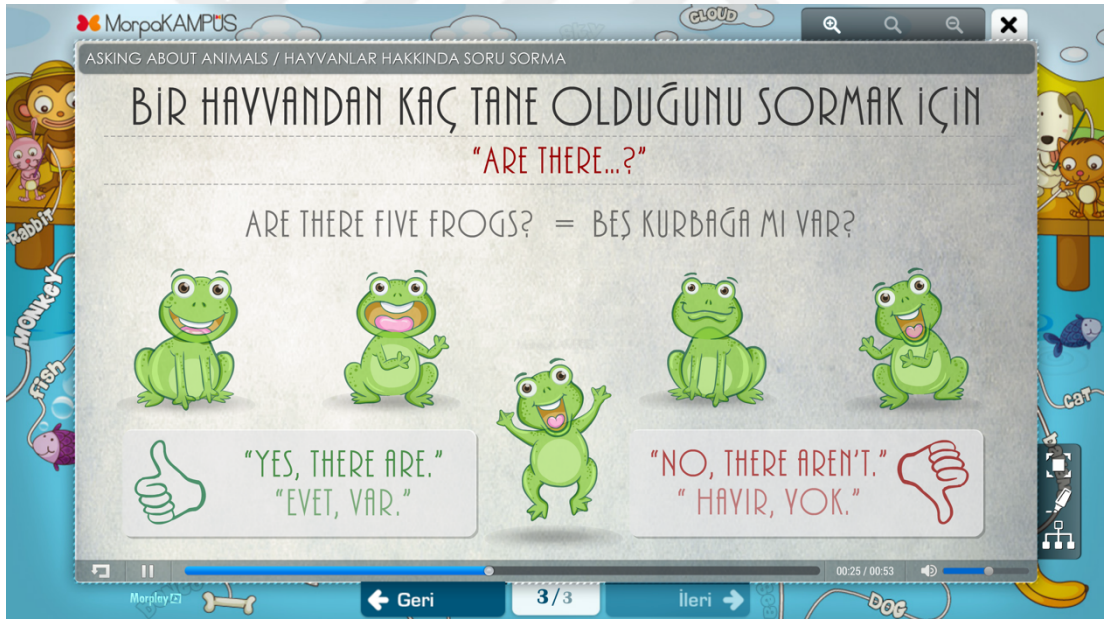 MorpaKAMPÜS
CLOUD
ASKING ABOUT ANIMALS / HAYVANLAR HAKKINDA SORU SORMA
BİR HAYVANDAN KAÇ TANE OLDUĞUNU SORMAK İÇİN
"ARE THERE...?"
ARE THERE FIVE FROGS? = BEŞ KURBAĞA MI VAR?
Rabbit
MONKEY
fish
CAT
"YES, THERE ARE."
"EVET, VAR."
"NO, THERE AREN'T."
" HAYIR, YOK."
00:25 / 00:53
Morplay
Geri
3/3
İleri
DOG